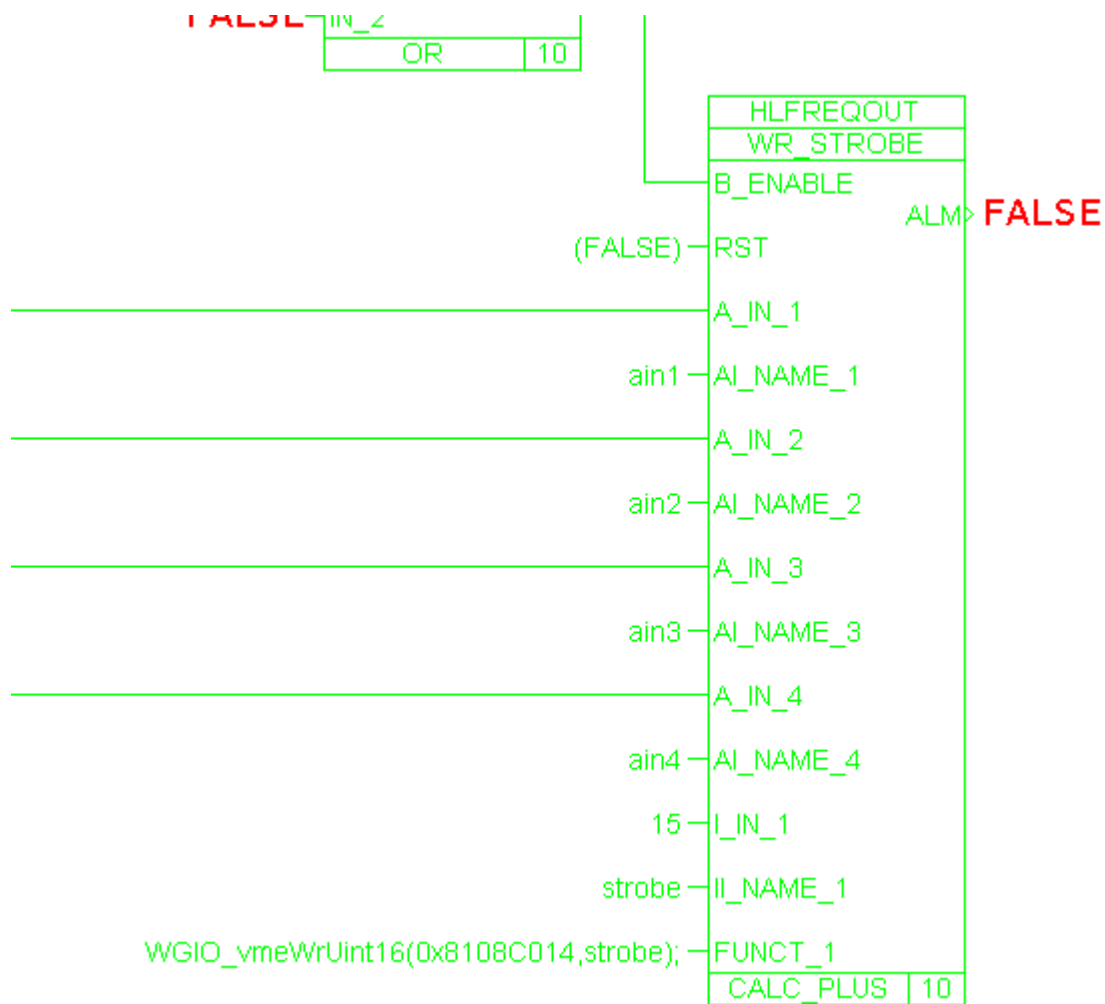 FALSE IN_2
OR 10
HLFREQOUT
WR_STROBE
B_ENABLE
ALM FALSE
(FALSE) RST
A_IN_1
ain1 AI_NAME_1
A_IN_2
ain2 AI_NAME_2
A_IN_3
ain3 AI_NAME_3
A_IN_4
ain4 AI_NAME_4
15 I_IN_1
strobe II_NAME_1
WGIO_vmeWrUint16(0x8108C014,strobe); FUNCT_1
CALC_PLUS 10